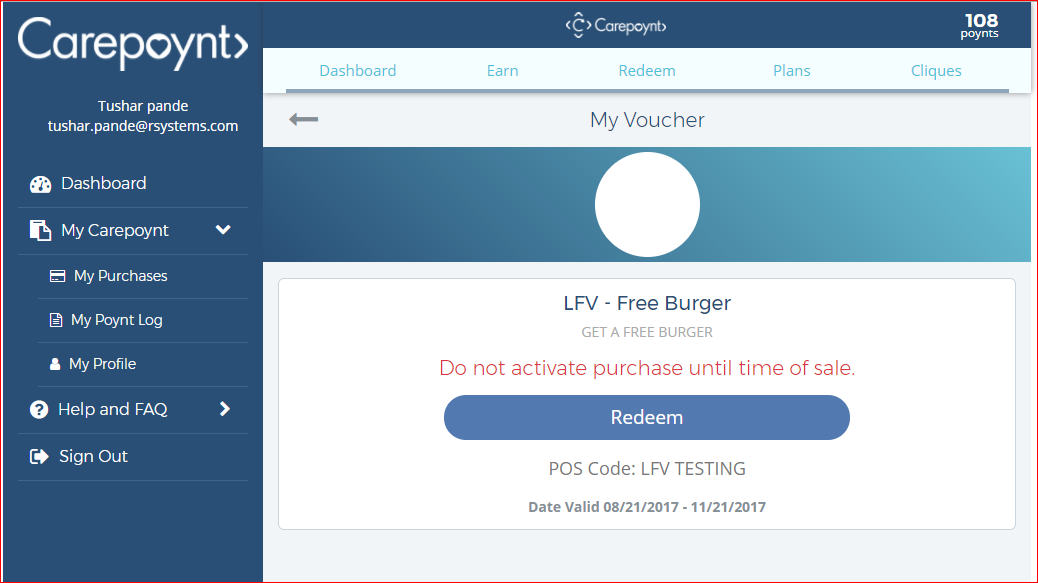 Carepoynt
Tushar pande
tushar.pande@rsystems.com
Dashboard
My Carepoynt
My Purchases
My Poynt Log
My Profile
Help and FAQ
Sign Out
C Carepoynt
108
poynts
Dashboard Earn Redeem Plans Cliques
My Voucher
LFV - Free Burger
GET A FREE BURGER
Do not activate purchase until time of sale.
Redeem
POS Code: LFV TESTING
Date Valid 08/21/2017 - 11/21/2017